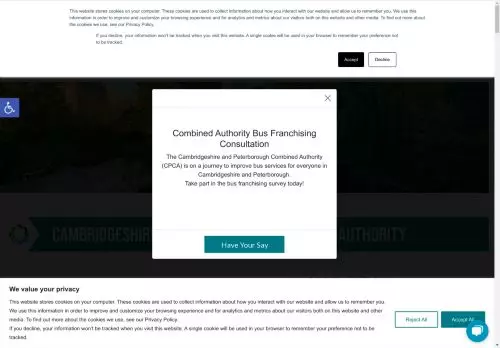 This website stores cookies on your computer. These cookies are used to collect information about how you interact with our website and allow us to remember you. We use
this information in order to improve and customize your browsing experience and for analytics and metrics about our visitors both on this website and other media. To find out more about
the cookies we use, see our Privacy Policy.
If you decline, your information won't be tracked when you visit this website. A single cookie will be used in your browser to remember your preference not
to be tracked.
Accept
Decline
Combined Authority Bus Franchising
Consultation
The Cambridgeshire and Peterborough Combined Authority
(CPCA) is on a journey to improve bus services for everyone in
Cambridgeshire and Peterborough.
Take part in the bus franchising survey today!
CAMBRIDGESHIRE
AUTHORITY
Have Your Say
We value your privacy
This website stores cookies on your computer. These cookies are used to collect information about how you interact with our website and allow us to remember you.
We use this information in order to improve and customize your browsing experience and for analytics and metrics about our visitors both on this website and other
media. To find out more about the cookies we use, see our Privacy Policy.
If you decline, your information won't be tracked when you visit this website. A single cookie will be used in your browser to remember your preference not to be
tracked.
Reject All
Accept All